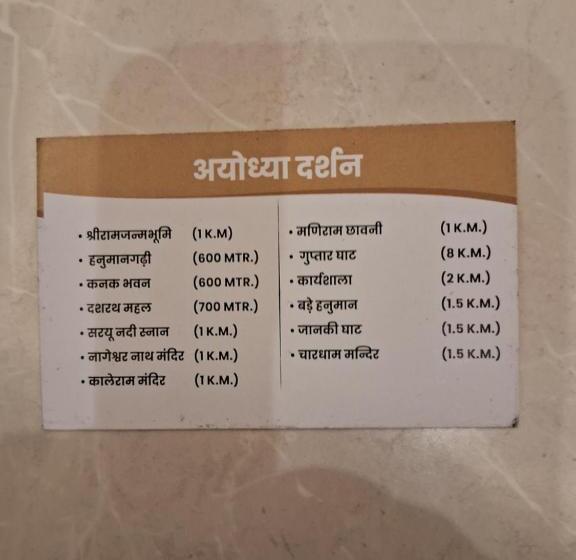 अयोध्या दर्शन
• श्रीरामजन्मभूमि (1 K.M)
• हनुमानगढ़ी (600 MTR.)
• कनक भवन (600 MTR.)
• दशरथ महल (700 MTR.)
• सरयू नदी स्नान (1 K.M.)
• नागेश्वर नाथ मंदिर (1 K.M.)
• कालेराम मंदिर (1 K.M.)
• मणिराम छावनी (1 K.M.)
• गुप्तार घाट (8 K.M.)
• कार्यशाला (2 K.M.)
• बड़े हनुमान (1.5 K.M.)
• जानकी घाट (1.5 K.M.)
• चारधाम मन्दिर (1.5 K.M.)